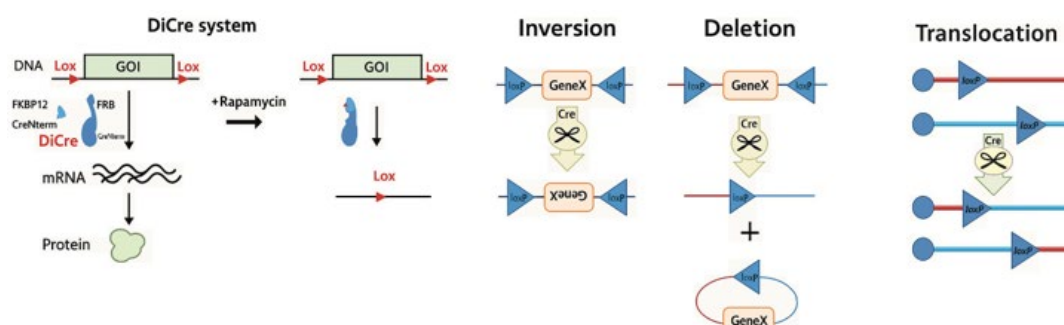 DiCre system
DNA
Lox
GOI
Lox
FKBP12
CreNterm
FRB
CreNterm
DiCre
mRNA
Protein
+Rapamycin
Lox
GOI
Lox
Lox
Inversion
loxP
GeneX
loxP
Cre
loxP
GeneX
loxP
Deletion
loxP
GeneX
loxP
Cre
loxP
+
loxP
GeneX
Translocation
loxP
loxP
Cre
loxP
loxP